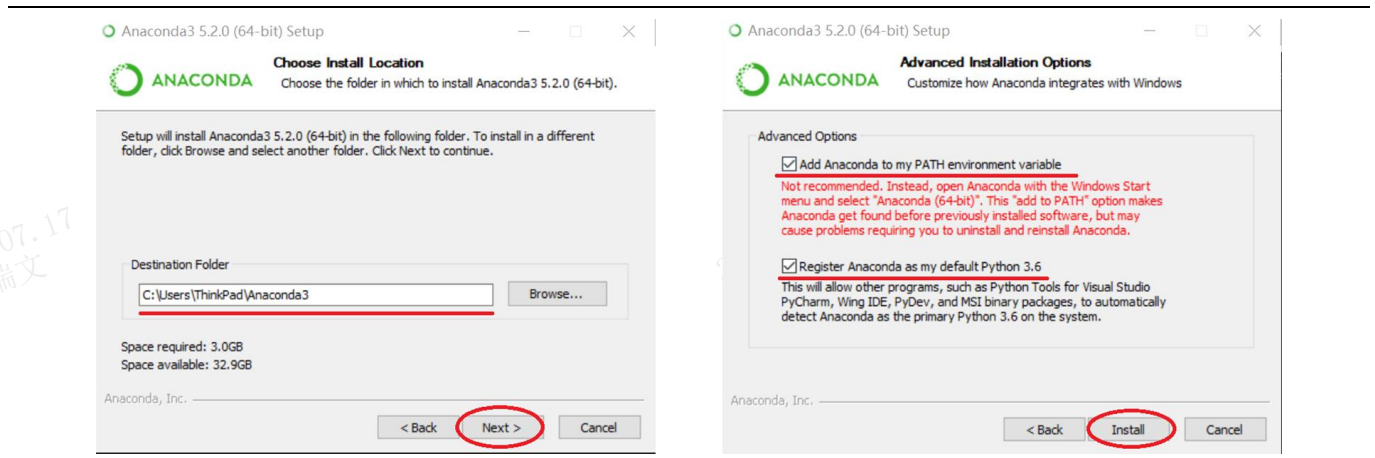 Anaconda3 5.2.0 (64-bit) Setup
ANACONDA
Choose Install Location
Choose the folder in which to install Anaconda3 5.2.0 (64-bit).
Setup will install Anaconda3 5.2.0 (64-bit) in the following folder. To install in a different
folder, click Browse and select another folder. Click Next to continue.
Destination Folder
C:\Users\ThinkPad\Anaconda3
Browse...
Space required: 3.0GB
Space available: 32.9GB
Anaconda, Inc.
< Back
Next >
Cancel
Anaconda3 5.2.0 (64-bit) Setup
ANACONDA
Advanced Installation Options
Customize how Anaconda integrates with Windows
Advanced Options
Add Anaconda to my PATH environment variable
Not recommended. Instead, open Anaconda with the Windows Start
menu and select "Anaconda (64-bit)". This "add to PATH" option makes
Anaconda get found before previously installed software, but may
cause problems requiring you to uninstall and reinstall Anaconda.
Register Anaconda as my default Python 3.6
This will allow other programs, such as Python Tools for Visual Studio
PyCharm, Wing IDE, PyDev, and MSI binary packages, to automatically
detect Anaconda as the primary Python 3.6 on the system.
Anaconda, Inc.
< Back
Install
Cancel
07.17
瑞文